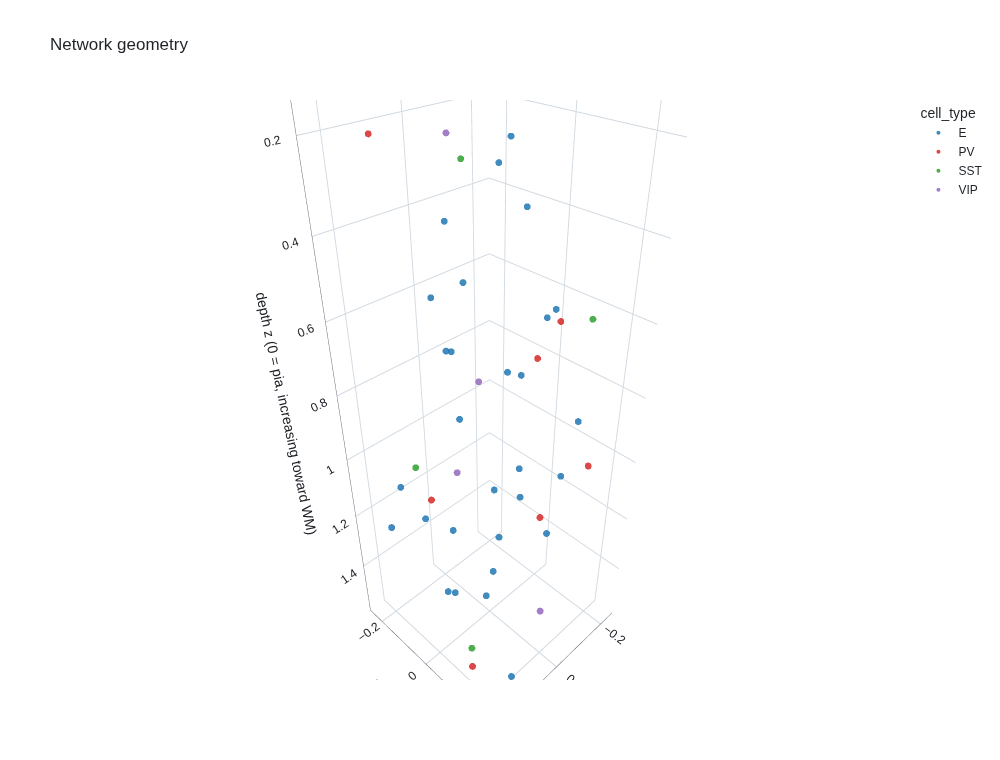 Network geometry
cell_type
E
PV
SST
VIP
0.2
0.4
0.6
0.8
1
1.2
1.4
depth z (0 = pia, increasing toward WM)
−0.2
0
−0.2
0